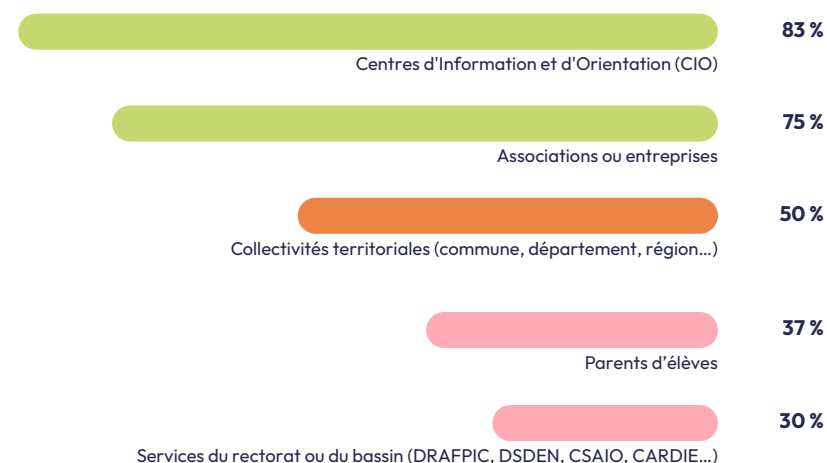 83 %
Centres d'Information et d'Orientation (CIO)
75 %
Associations ou entreprises
50 %
Collectivités territoriales (commune, département, région...)
37 %
Parents d’élèves
30 %
Services du rectorat ou du bassin (DRAFPIC, DSDEN, CSAIO, CARDIE...)